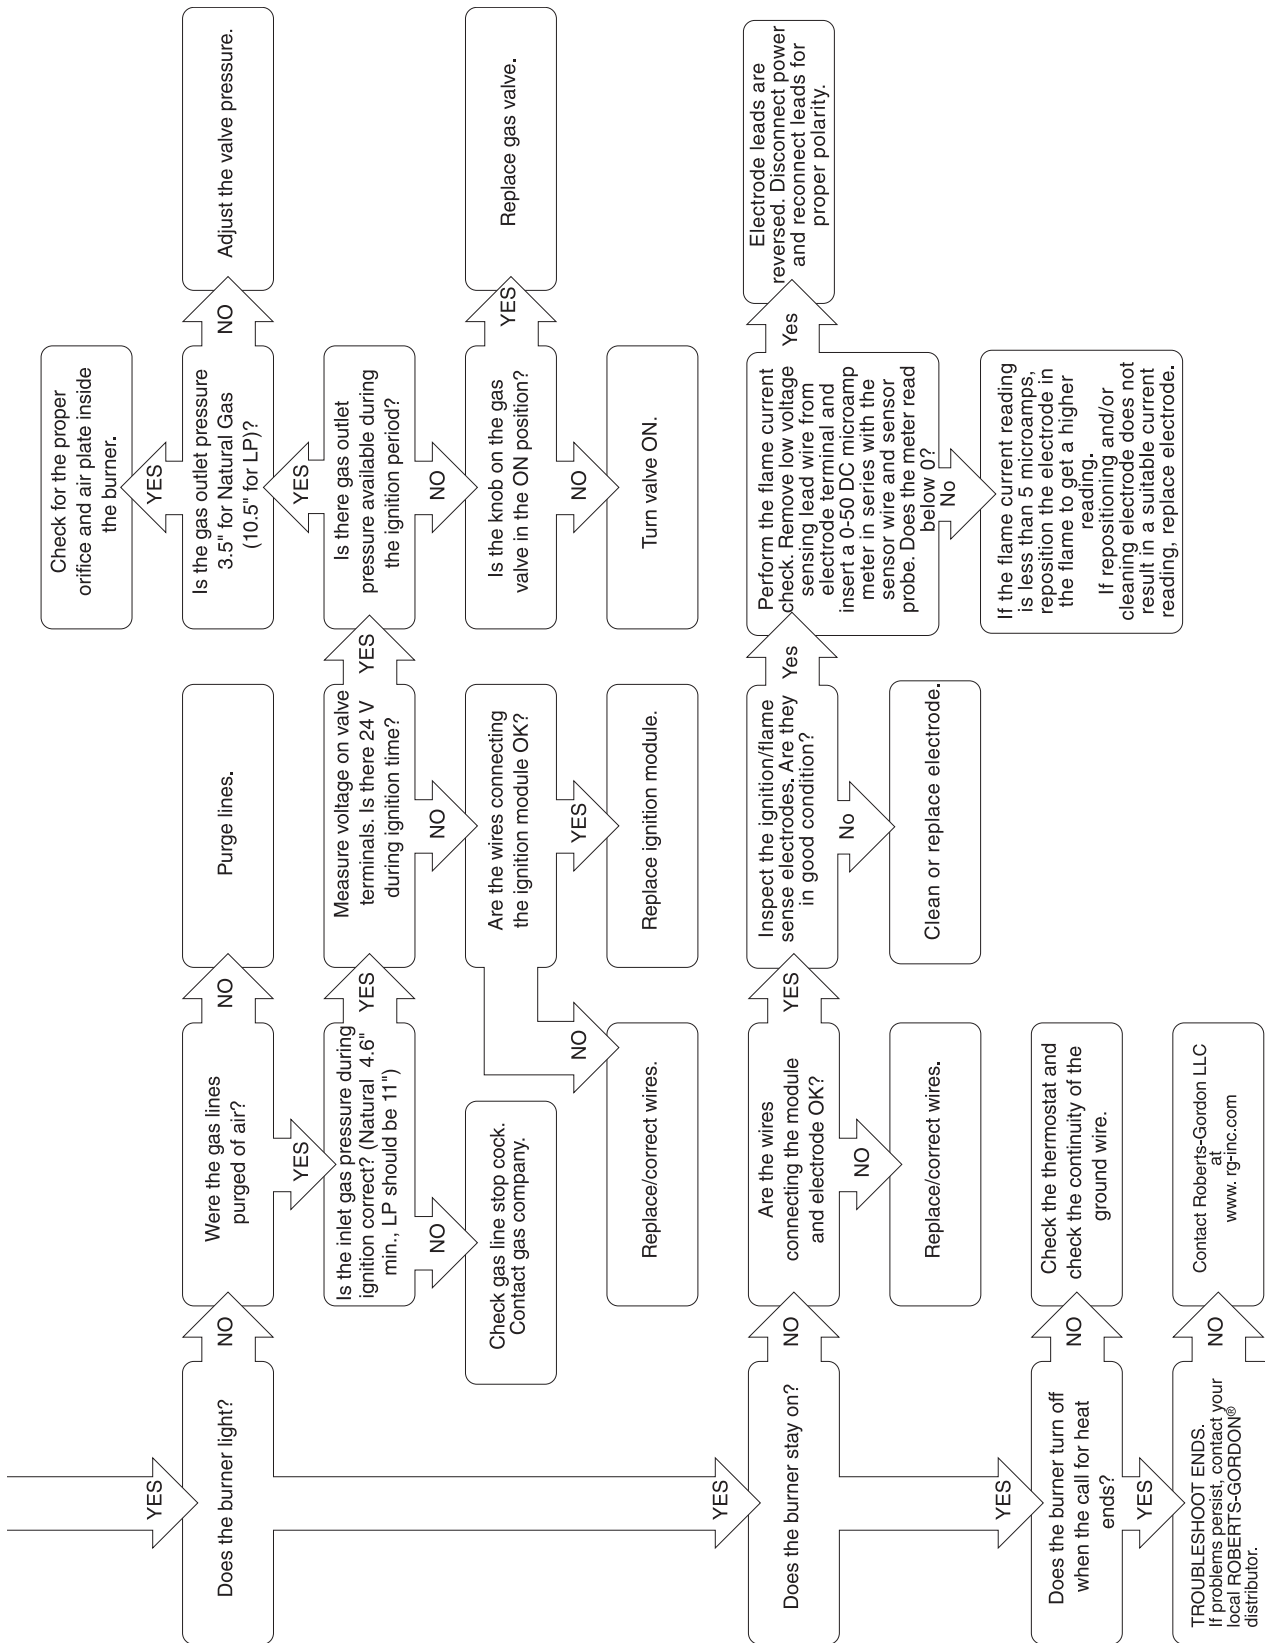 YES
Does the burner light?
NO
Were the gas lines
purged of air?
NO
Purge lines.
YES
Is the inlet gas pressure during
ignition correct? (Natural 4.6"
min., LP should be 11")
NO
Check gas line stop cock.
Contact gas company.
YES
Measure voltage on valve
terminals. Is there 24 V
during ignition time?
NO
Are the wires connecting
the ignition module OK?
NO
Replace/correct wires.
YES
Replace ignition module.
YES
Is there gas outlet
pressure available during
the ignition period?
YES
Is the gas outlet pressure
3.5" for Natural Gas
(10.5" for LP)?
YES
Check for the proper
orifice and air plate inside
the burner.
NO
Adjust the valve pressure.
NO
Is the knob on the gas
valve in the ON position?
YES
Replace gas valve.
NO
Turn valve ON.
YES
Does the burner stay on?
NO
Are the wires
connecting the module
and electrode OK?
NO
Replace/correct wires.
YES
Inspect the ignition/flame
sense electrodes. Are they
in good condition?
No
Clean or replace electrode.
Yes
Perform the flame current
check. Remove low voltage
sensing lead wire from
electrode terminal and
insert a 0-50 DC microamp
meter in series with the
sensor wire and sensor
probe. Does the meter read
below 0?
Yes
Electrode leads are
reversed. Disconnect power
and reconnect leads for
proper polarity.
No
If the flame current reading
is less than 5 microamps,
reposition the electrode in
the flame to get a higher
reading.
If repositioning and/or
cleaning electrode does not
result in a suitable current
reading, replace electrode.
YES
Does the burner turn off
when the call for heat
ends?
NO
Check the thermostat and
check the continuity of the
ground wire.
YES
TROUBLESHOOT ENDS.
If problems persist, contact your
local ROBERTS-GORDON®
distributor.
NO
Contact Roberts-Gordon LLC
at
www. rg-inc.com